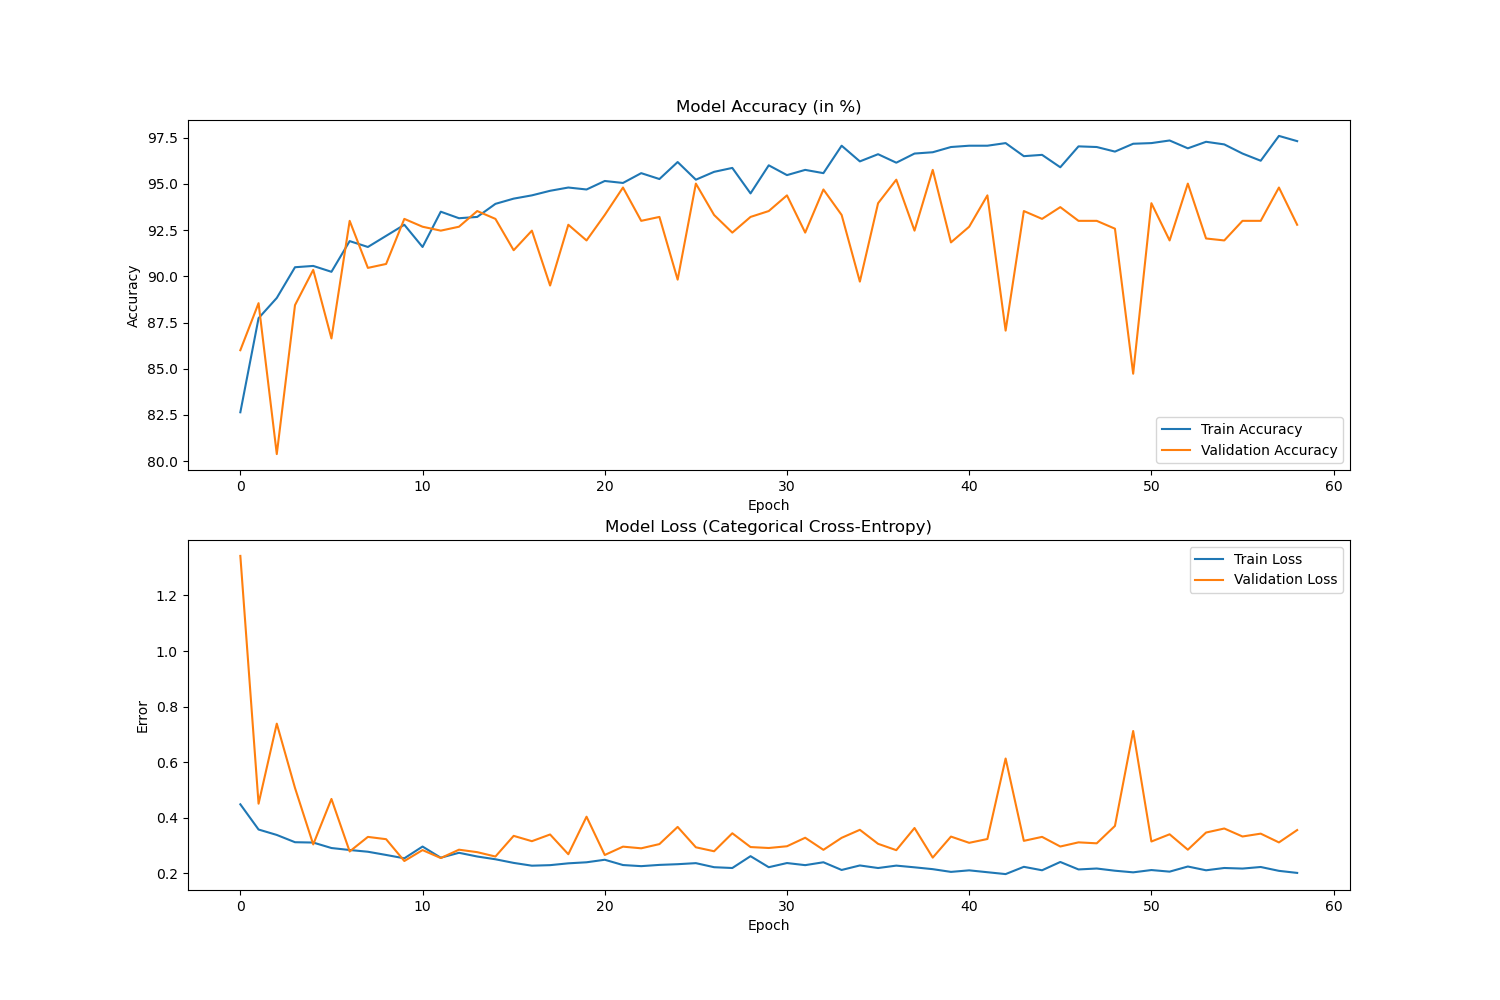 Model Accuracy (in %)
97.5
95.0
92.5
90.0
87.5
85.0
82.5
80.0
Accuracy
Train Accuracy
Validation Accuracy
0 10 20 30 40 50 60
Epoch
Model Loss (Categorical Cross-Entropy)
Train Loss
Validation Loss
1.2
1.0
0.8
0.6
0.4
0.2
Error
0 10 20 30 40 50 60
Epoch